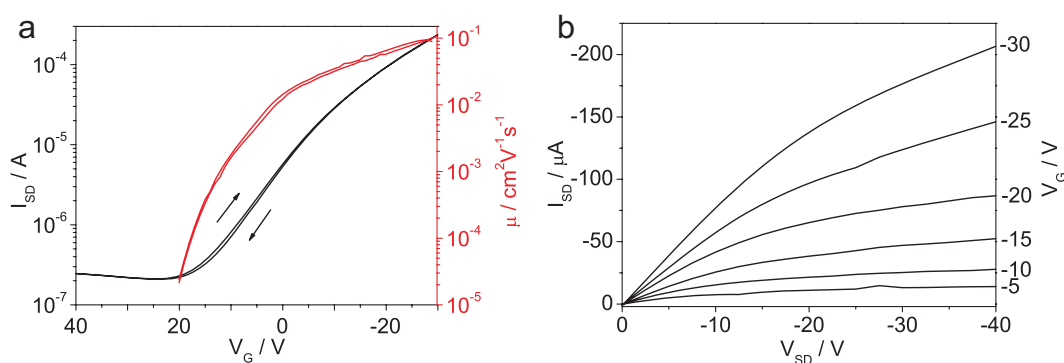 a
I_SD / A
10⁻⁴
10⁻⁵
10⁻⁶
10⁻⁷
40 20 0 -20
V_G / V
10⁻¹
10⁻²
10⁻³
10⁻⁴
10⁻⁵
μ / cm²V⁻¹s⁻¹
b
I_SD / μA
-200
-150
-100
-50
0
0 -10 -20 -30 -40
V_SD / V
-30
-25
-20
-15
-10
-5
V_G / V